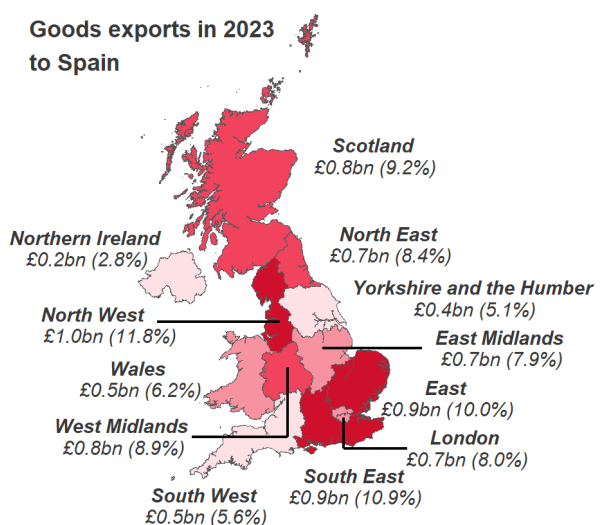 Goods exports in 2023
to Spain
Scotland
£0.8bn (9.2%)
Northern Ireland
£0.2bn (2.8%)
North East
£0.7bn (8.4%)
Yorkshire and the Humber
£0.4bn (5.1%)
North West
£1.0bn (11.8%)
East Midlands
£0.7bn (7.9%)
Wales
£0.5bn (6.2%)
East
£0.9bn (10.0%)
West Midlands
£0.8bn (8.9%)
London
£0.7bn (8.0%)
South East
£0.9bn (10.9%)
South West
£0.5bn (5.6%)